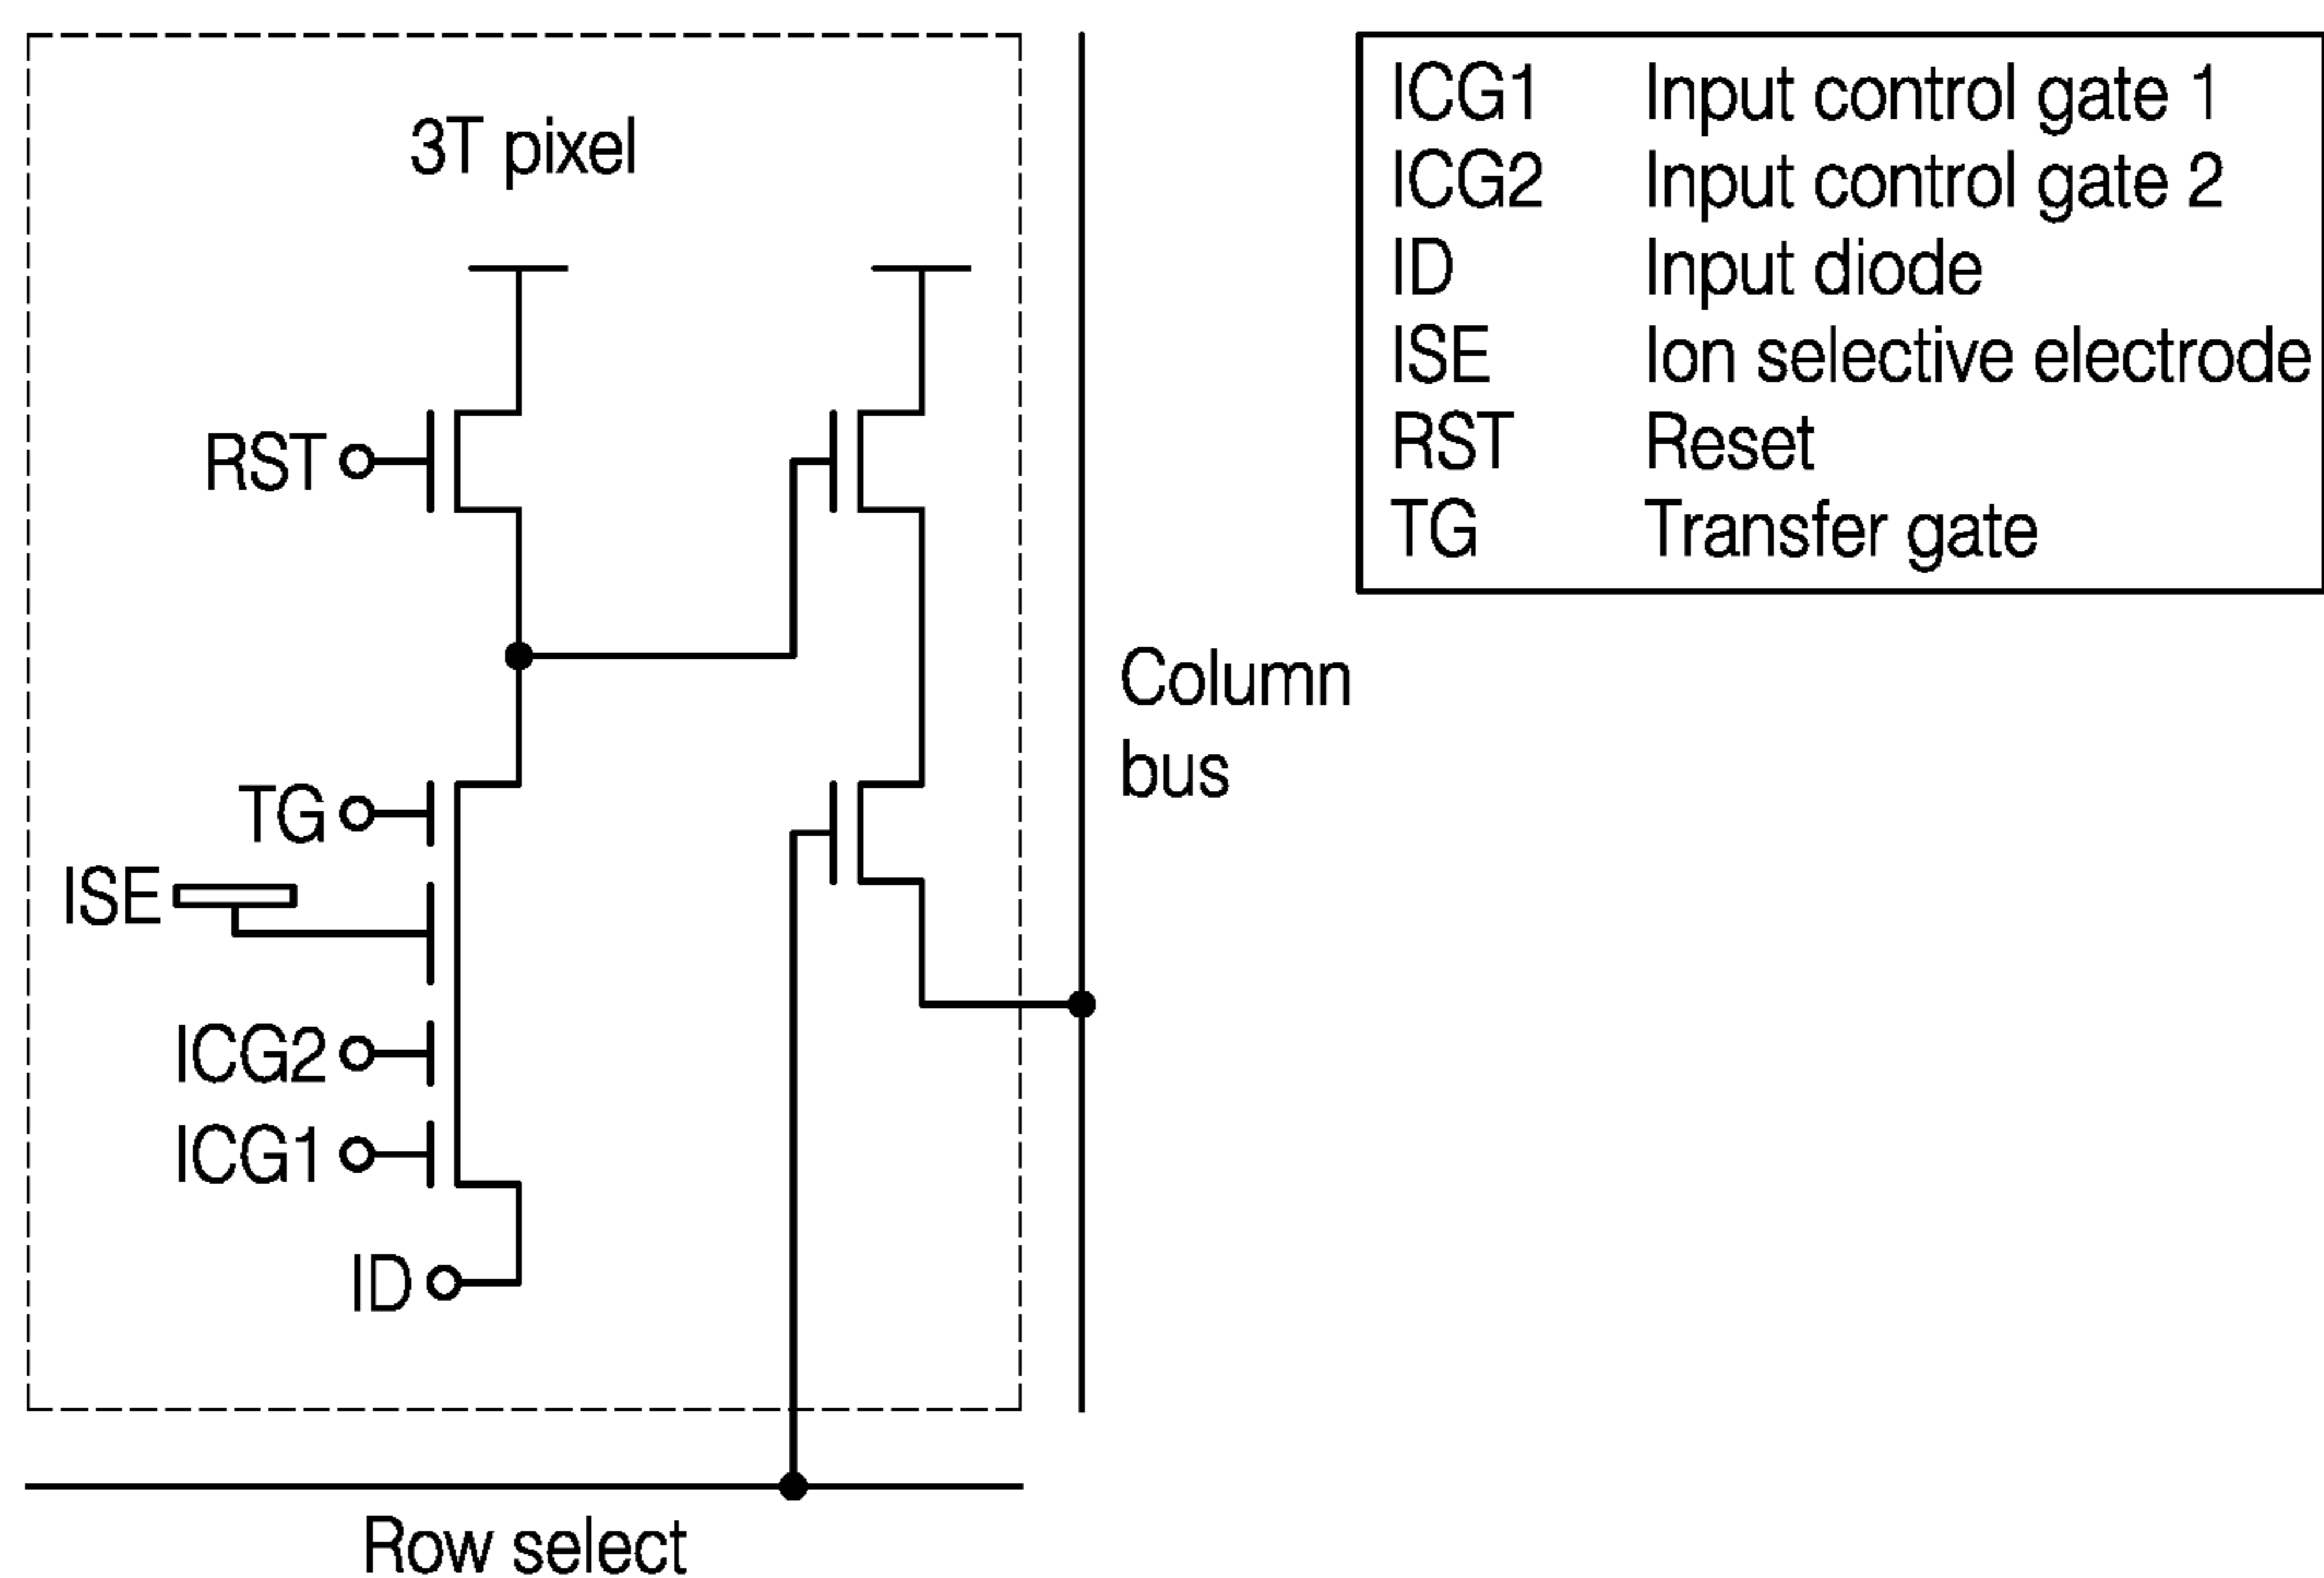 3T pixel
RST
TG
ISE
ICG2
ICG1
ID
Row select
Column
bus
ICG1 Input control gate 1
ICG2 Input control gate 2
ID Input diode
ISE Ion selective electrode
RST Reset
TG Transfer gate